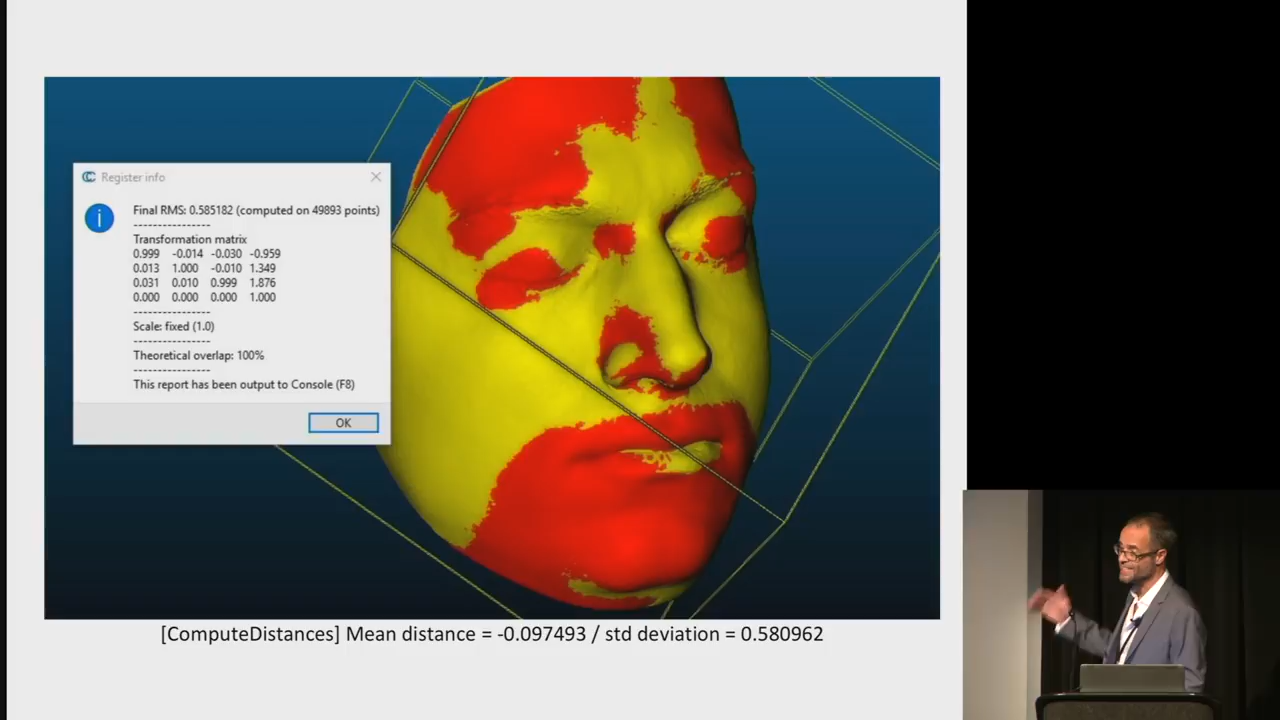 Register info
Final RMS: 0.585182 (computed on 49893 points)
----------------
Transformation matrix
0.999 -0.014 -0.030 -0.959
0.013 1.000 -0.010 1.349
0.031 0.010 0.999 1.876
0.000 0.000 0.000 1.000
----------------
Scale: fixed (1.0)
----------------
Theoretical overlap: 100%
----------------
This report has been output to Console (F8)
OK
[ComputeDistances] Mean distance = -0.097493 / std deviation = 0.580962